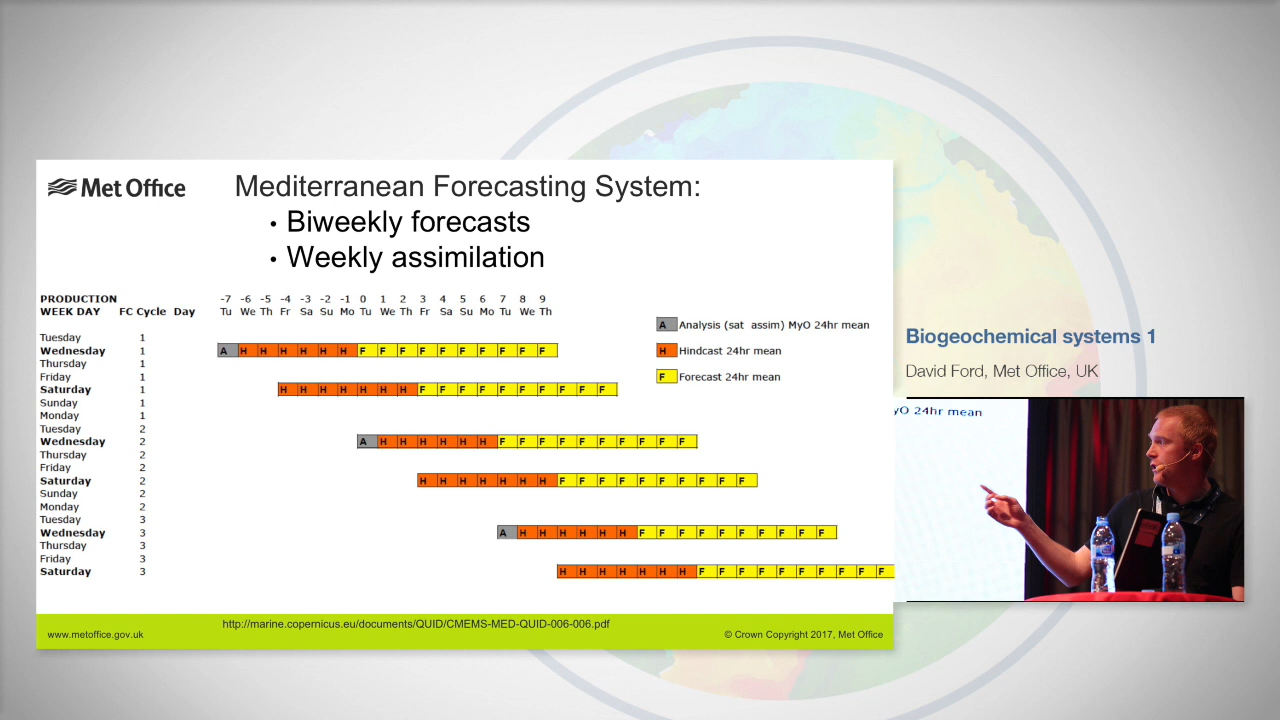 Met Office
Mediterranean Forecasting System:
• Biweekly forecasts
• Weekly assimilation
PRODUCTION -7 -6 -5 -4 -3 -2 -1 0 1 2 3 4 5 6 7 8 9
WEEK DAY FC Cycle Day Tu We Th Fr Sa Su Mo Tu We Th Fr Sa Su Mo Tu We Th
A Analysis (sat assim) MyO 24hr mean
H Hindcast 24hr mean
F Forecast 24hr mean
Tuesday 1
Wednesday 1 A H H H H H H F F F F F F F F F F
Thursday 1
Friday 1
Saturday 1 H H H H H H H F F F F F F F F F F
Sunday 1
Monday 1
Tuesday 2
Wednesday 2 A H H H H H H F F F F F F F F F F
Thursday 2
Friday 2
Saturday 2 H H H H H H H F F F F F F F F F F
Sunday 2
Monday 2
Tuesday 3
Wednesday 3 A H H H H H H F F F F F F F F F F
Thursday 3
Friday 3
Saturday 3 H H H H H H H F F F F F F F F F F
http://marine.copernicus.eu/documents/QUID/CMEMS-MED-QUID-006-006.pdf
www.metoffice.gov.uk
© Crown Copyright 2017, Met Office
Biogeochemical systems 1
David Ford, Met Office, UK
yO 24hr mean